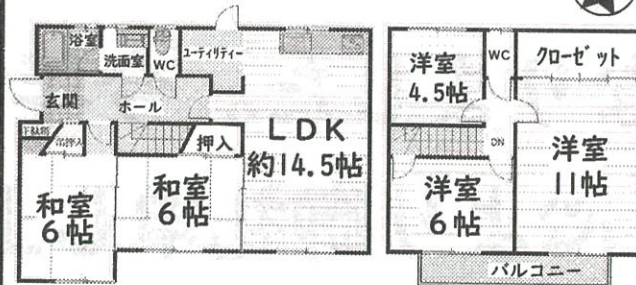 浴室
洗面室
WC
ユーティリティー
玄関
ホール
下駄箱
押入
LDK
約14.5帖
和室
6帖
和室
6帖
洋室
4.5帖
WC
クローゼット
DN
洋室
6帖
洋室
11帖
バルコニー